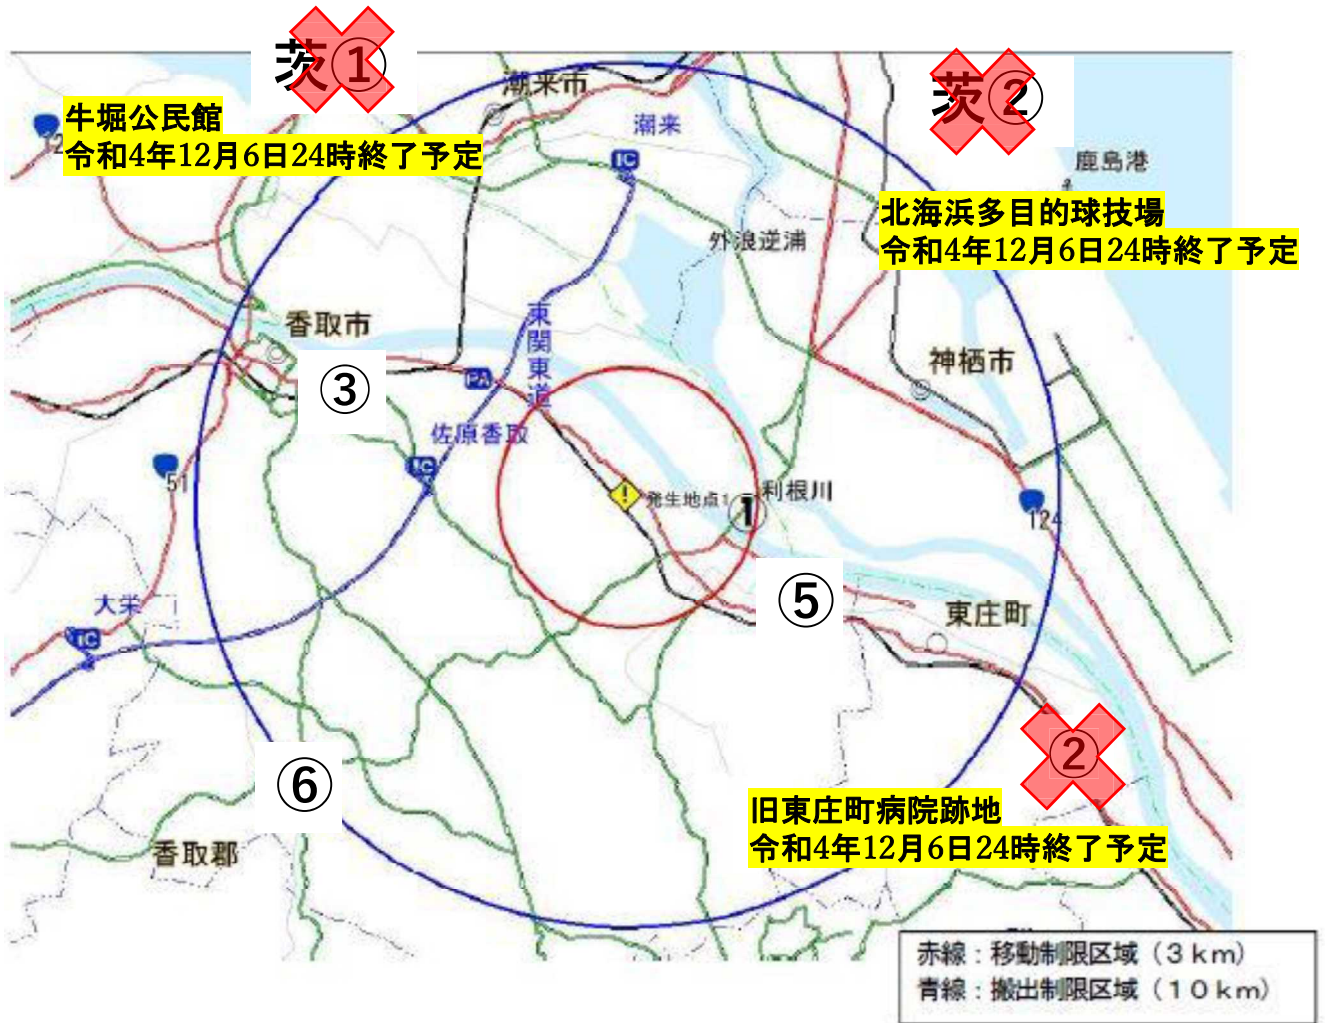 茨①
茨②
潮来市
牛堀公民館
令和4年12月6日24時終了予定
潮来
IC
鹿島港
北海浜多目的球技場
令和4年12月6日24時終了予定
外浪逆浦
香取市
東関東道
神栖市
③
PA
佐原香取
IC
51
発生地点1
①
利根川
124
⑤
大栄
IC
東庄町
②
⑥
旧東庄町病院跡地
令和4年12月6日24時終了予定
香取郡
赤線：移動制限区域（３ｋｍ）
青線：搬出制限区域（１０ｋｍ）